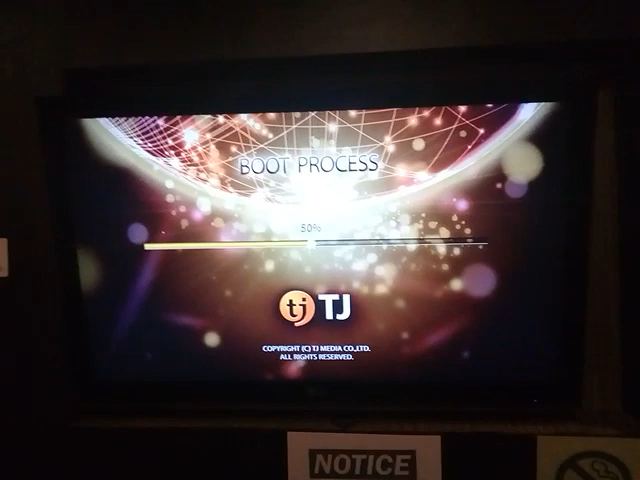 BOOT PROCESS
50%
tj TJ
COPYRIGHT (C) TJ MEDIA CO.,LTD.
ALL RIGHTS RESERVED.
NOTICE